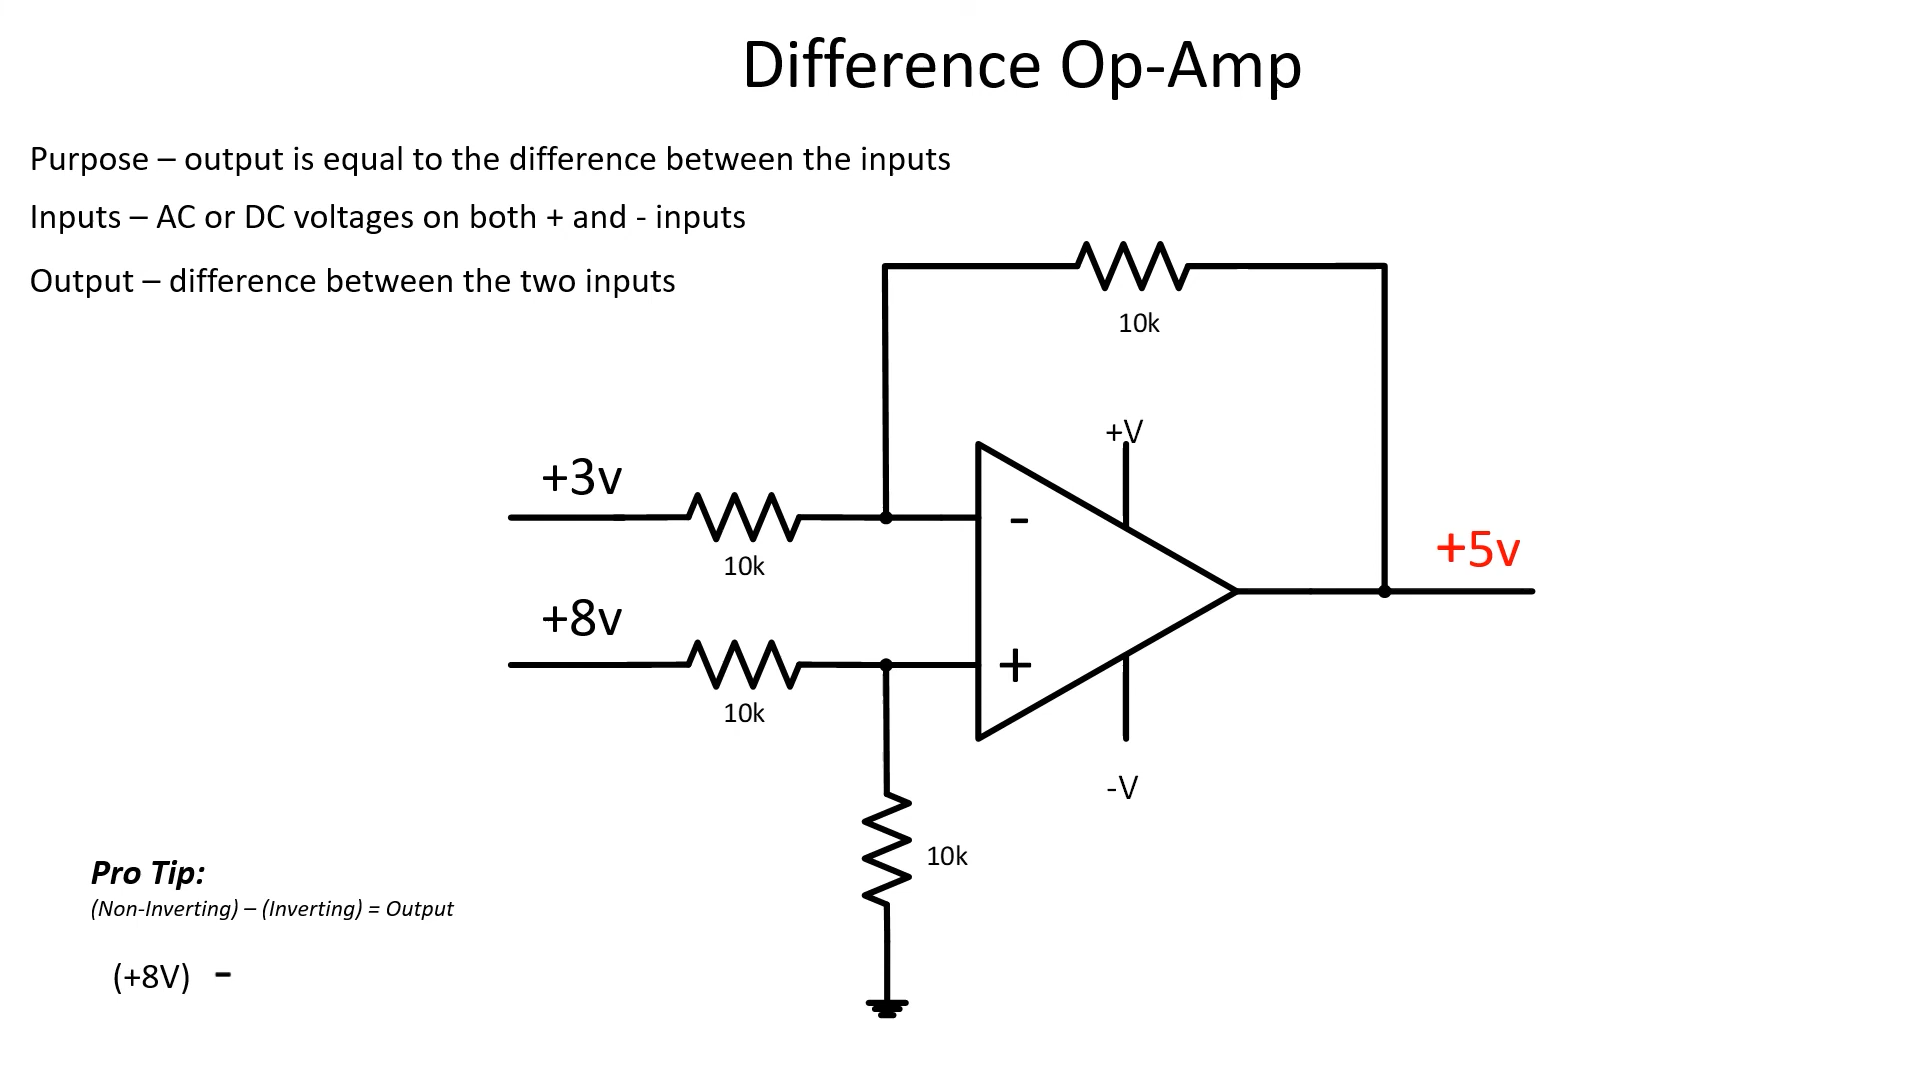 Difference Op-Amp
Purpose – output is equal to the difference between the inputs
Inputs – AC or DC voltages on both + and - inputs
Output – difference between the two inputs
10k
+V
+3v
-
10k
+5v
+8v
+
10k
-V
10k
Pro Tip:
(Non-Inverting) – (Inverting) = Output
(+8V) -